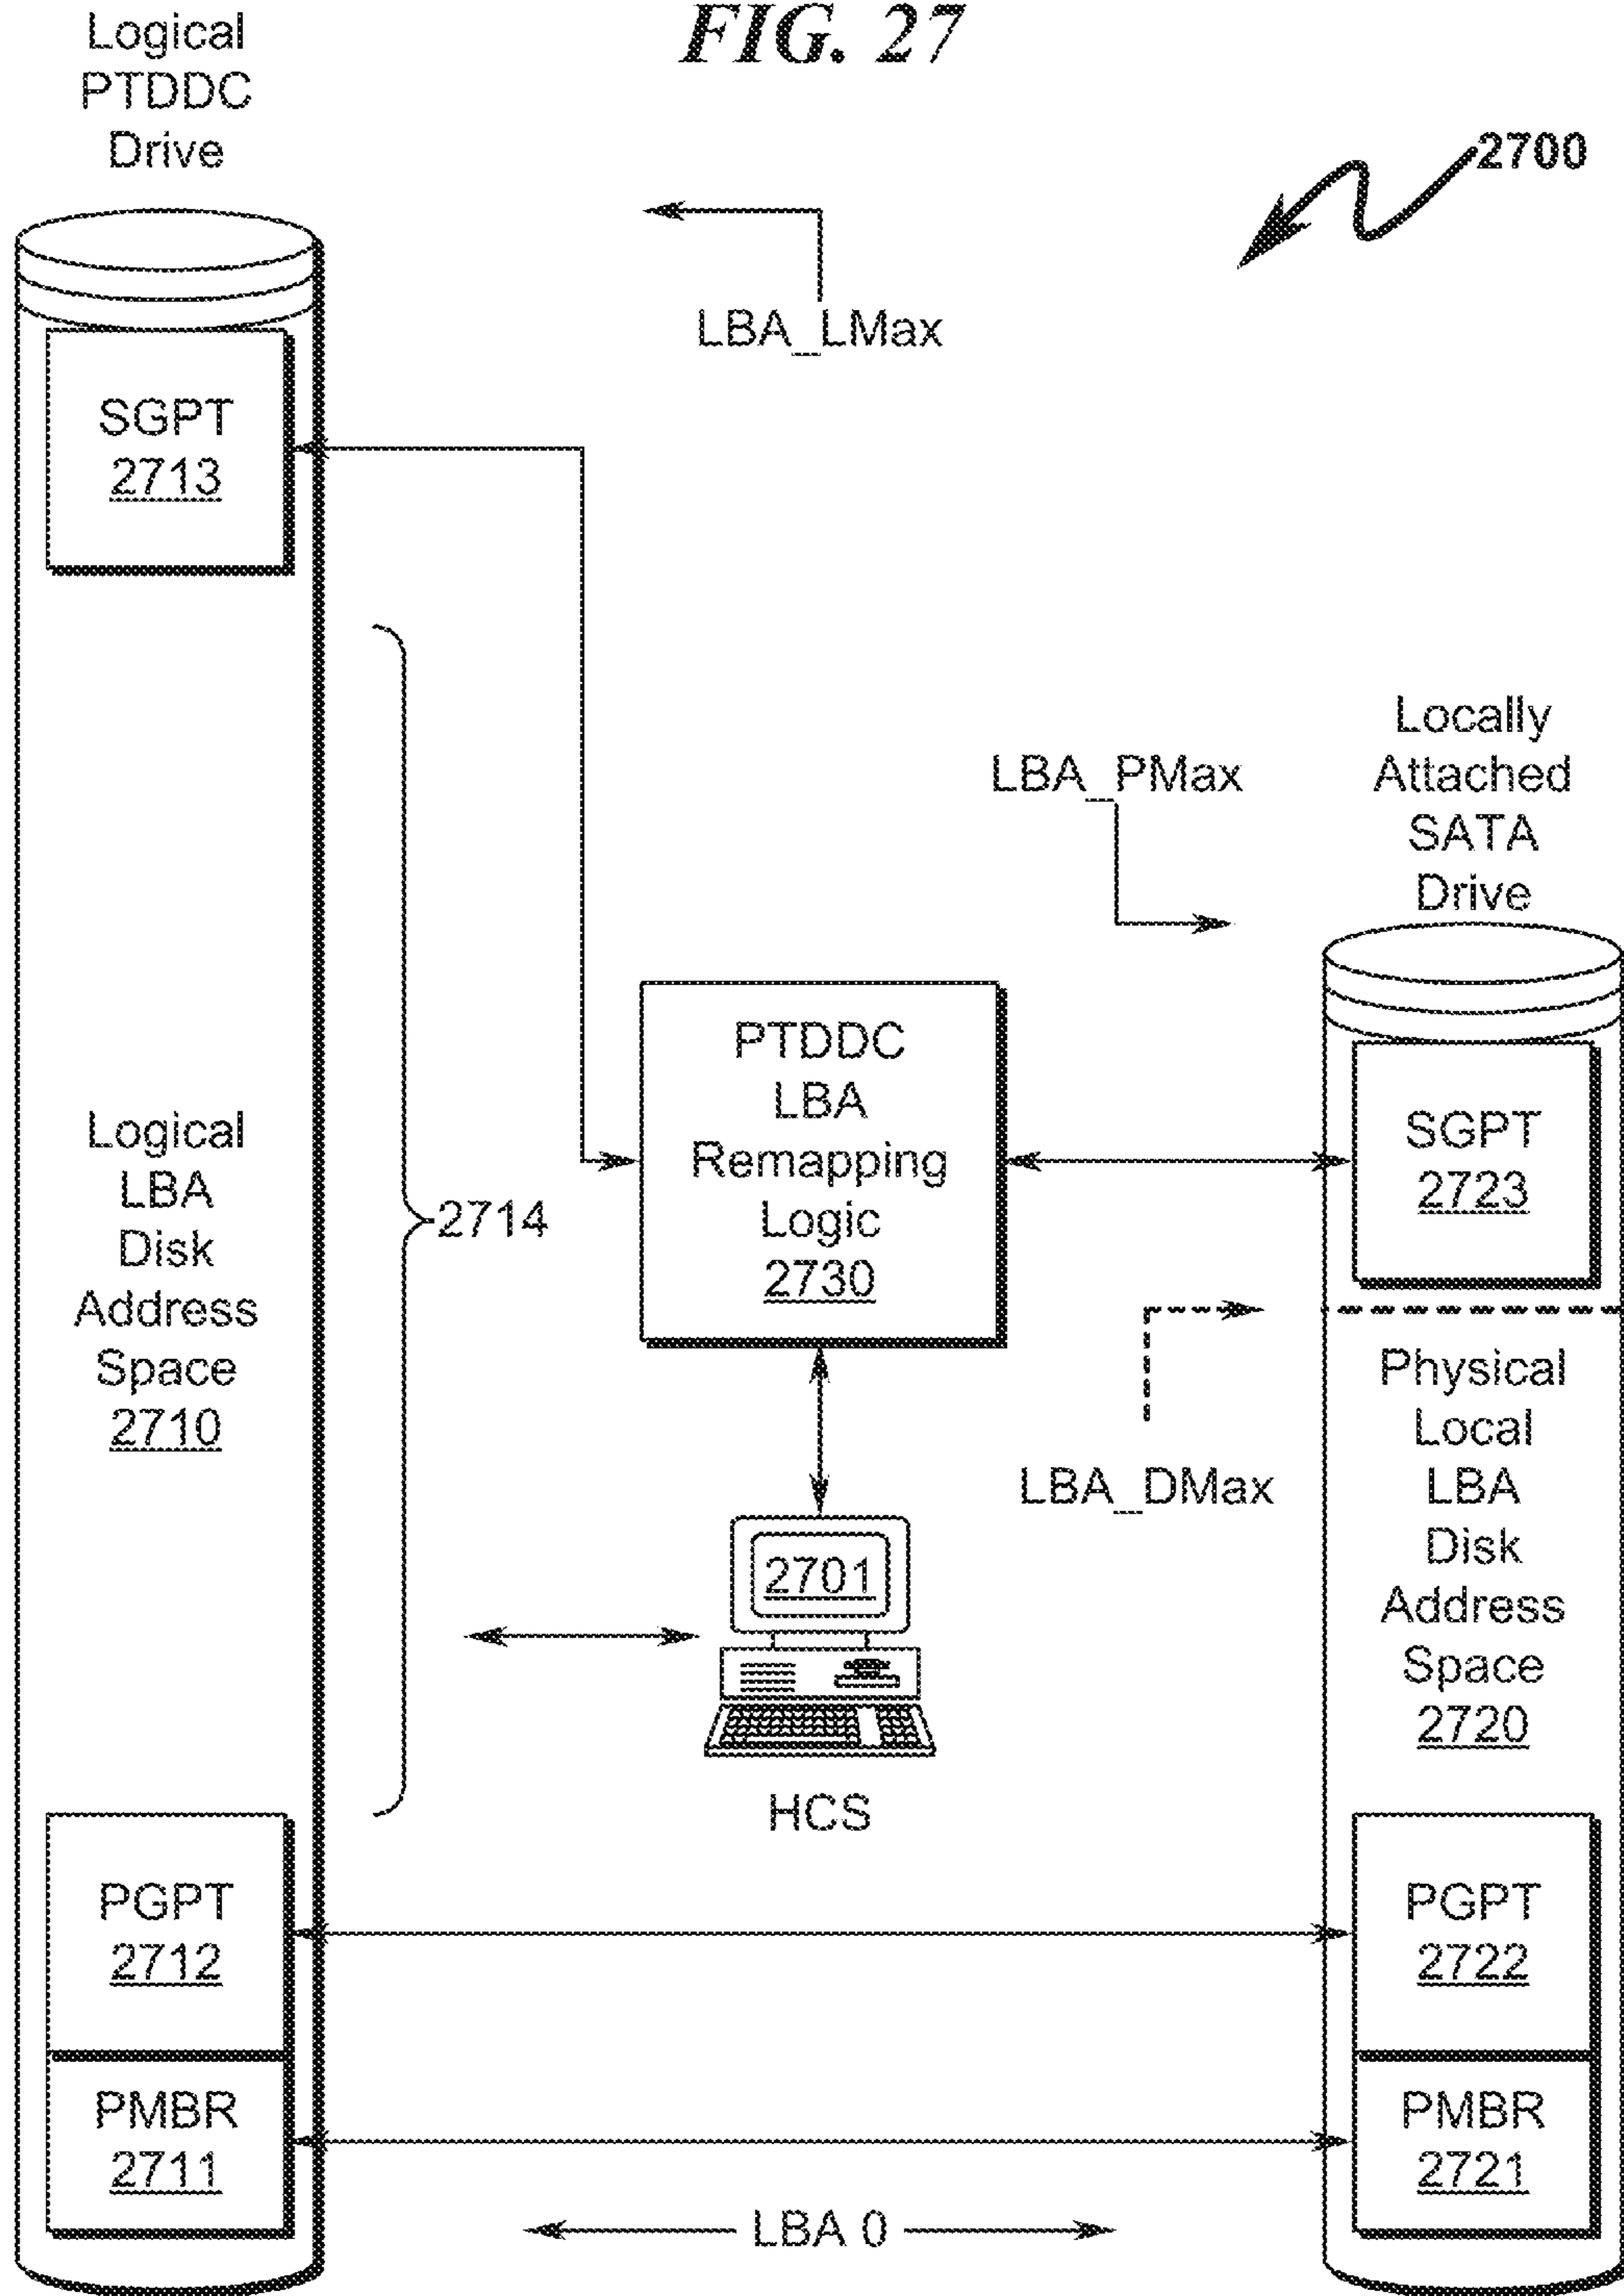 FIG. 27
Logical
PTDDC
Drive
2700
LBA_LMax
SGPT
2713
Locally
Attached
SATA
Drive
LBA_PMax
PTDDC
LBA
Remapping
Logic
2730
SGPT
2723
Logical
LBA
Disk
Address
Space
2710
2714
LBA_DMax
Physical
Local
LBA
Disk
Address
Space
2720
2701
HCS
PGPT
2712
PGPT
2722
PMBR
2711
PMBR
2721
LBA 0